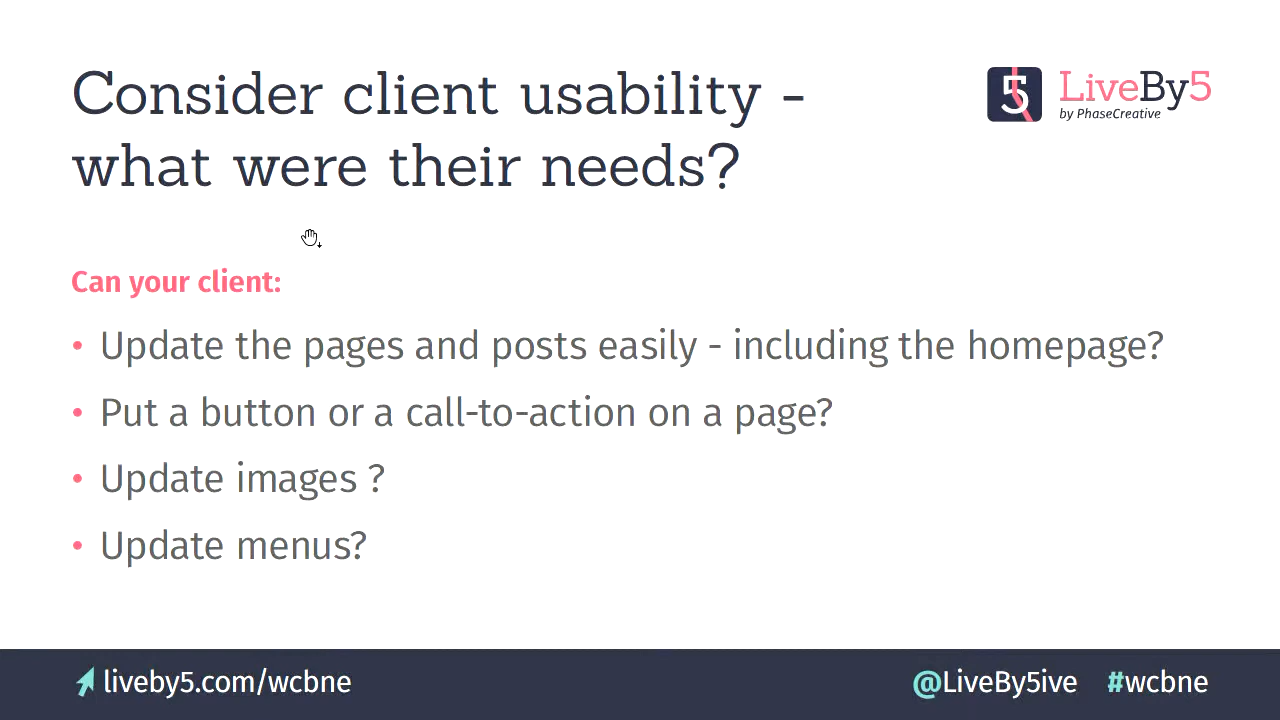 Consider client usability -
what were their needs?
5 LiveBy5
by PhaseCreative
Can your client:
• Update the pages and posts easily - including the homepage?
• Put a button or a call-to-action on a page?
• Update images ?
• Update menus?
liveby5.com/wcbne
@LiveBy5ive #wcbne